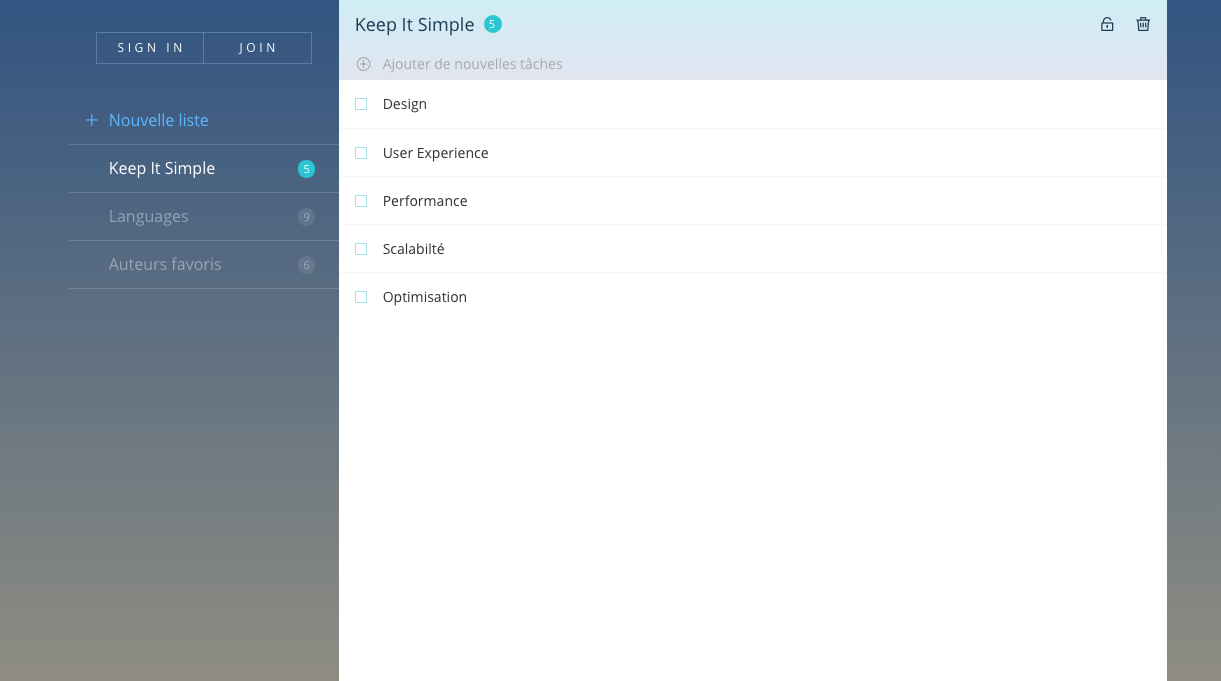 SIGN IN
JOIN
Nouvelle liste
Keep It Simple 5
Languages 9
Auteurs favoris 6
Keep It Simple 5
Ajouter de nouvelles tâches
Design
User Experience
Performance
Scalabilté
Optimisation